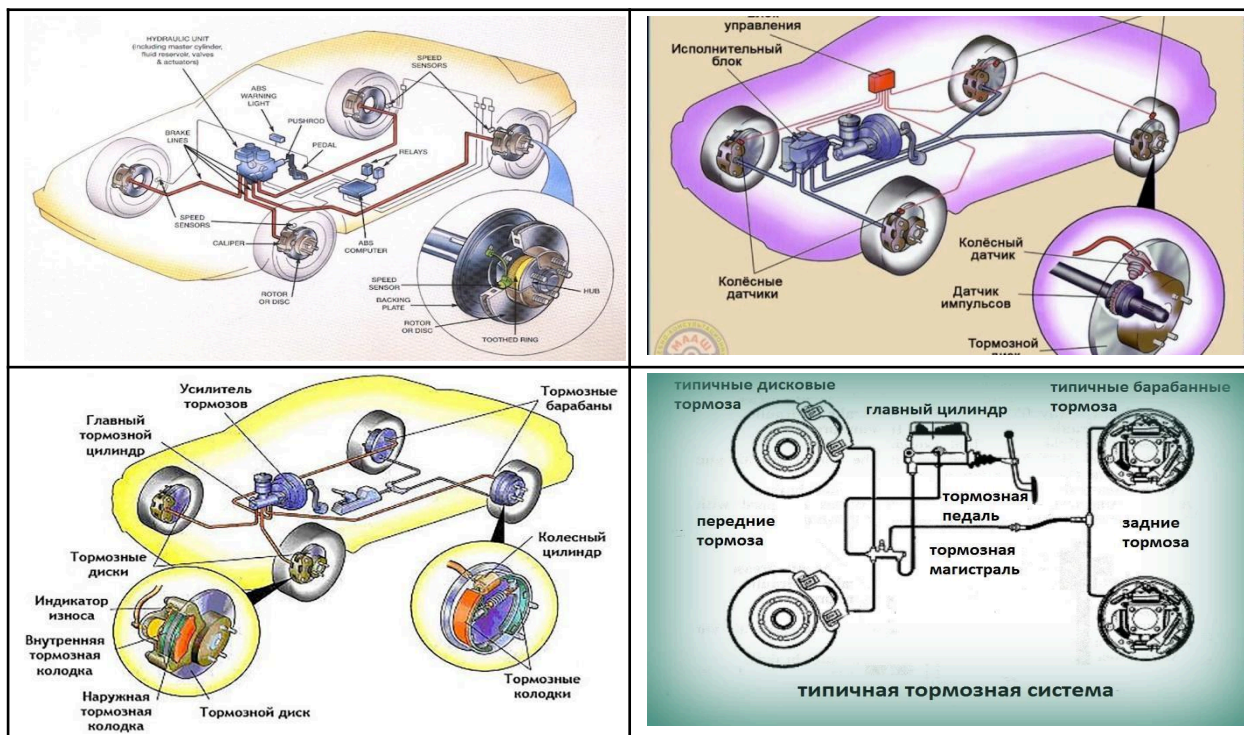 HYDRAULIC UNIT
(including master cylinder,
fluid reservoir, valves
& actuators)
SPEED
SENSORS
ABS
WARNING
LIGHT
PUSHROD
BRAKE
LINES
PEDAL
RELAYS
SPEED
SENSORS
CALIPER
ABS
COMPUTER
ROTOR
OR DISC
SPEED
SENSOR
BACKING
PLATE
HUB
ROTOR
OR DISC
TOOTHED RING
управления
Исполнительный
блок
Колёсный
датчик
Колёсные
датчики
Датчик
импульсов
Тормозной
МААШ
Усилитель
тормозов
Тормозные
барабаны
Главный
тормозной
цилиндр
Тормозные
диски
Колесный
цилиндр
Индикатор
износа
Внутренняя
тормозная
колодка
Наружная
тормозная
колодка
Тормозной диск
Тормозные
колодки
типичные дисковые
тормоза
типичные барабанные
тормоза
главный цилиндр
тормозная
педаль
передние
тормоза
задние
тормоза
тормозная
магистраль
типичная тормозная система